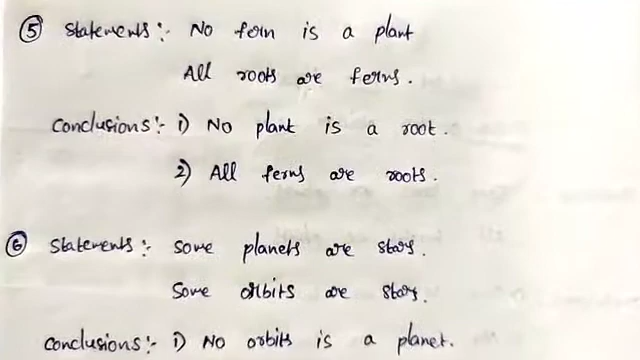 5 Statements:- No fern is a plant
All roots are ferns.
Conclusions:- 1) No plant is a root.
2) All ferns are roots.
6 Statements:- Some planets are stars.
Some orbits are stars.
Conclusions:- 1) No orbits is a planet.